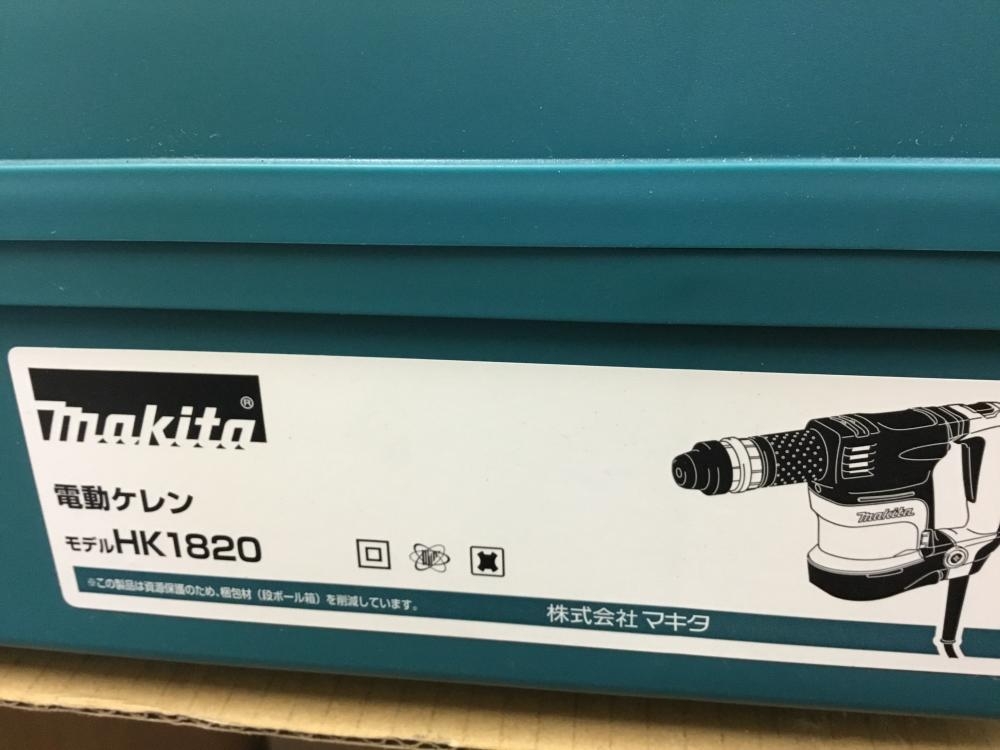 makita®
電動ケレン
モデルHK1820
※この製品は資源保護のため、梱包材（段ボール箱）を削減しています。
株式会社 マキタ
makita